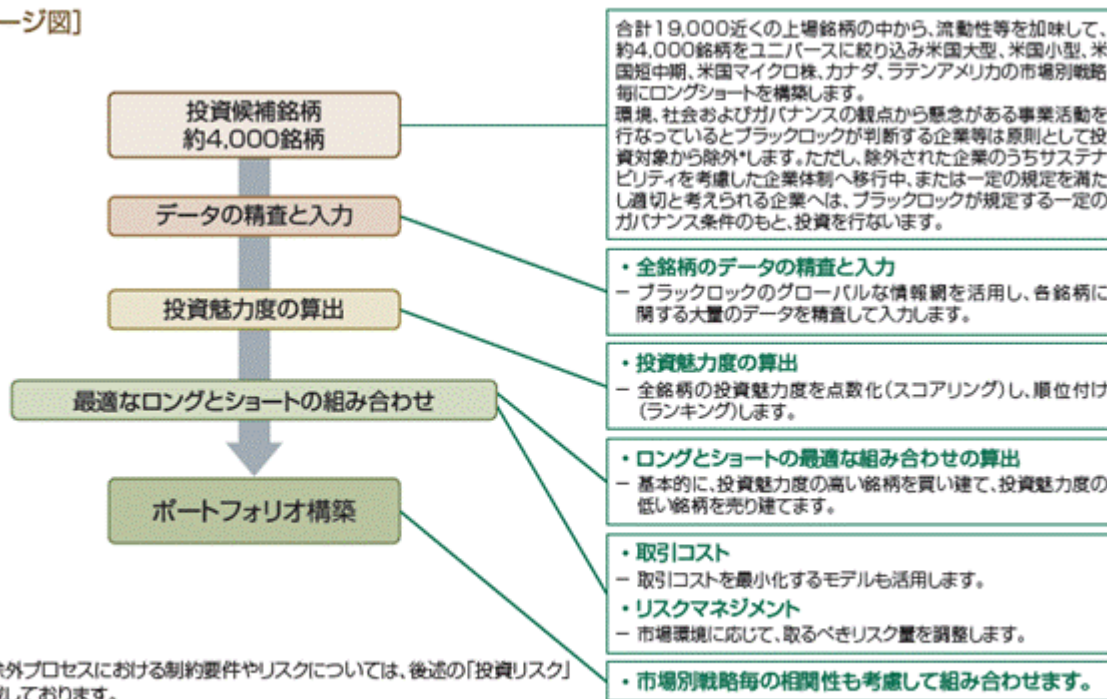 ージ図]
投資候補銘柄
約4,000銘柄
データの精査と入力
投資魅力度の算出
最適なロングとショートの組み合わせ
ポートフォリオ構築
合計19,000近くの上場銘柄の中から、流動性等を加味して、
約4,000銘柄をユニバースに絞り込み米国大型、米国小型、米
国短中期、米国マイクロ株、カナダ、ラテンアメリカの市場別戦略
毎にロングショートを構築します。
環境、社会およびガバナンスの観点から懸念がある事業活動を
行なっているとブラックロックが判断する企業等は原則として投
資対象から除外*します。ただし、除外された企業のうちサステナ
ビリティを考慮した企業体制へ移行中、または一定の規定を満た
し適切と考えられる企業へは、ブラックロックが規定する一定の
ガバナンス条件のもと、投資を行ないます。
・全銘柄のデータの精査と入力
− ブラックロックのグローバルな情報網を活用し、各銘柄に
関する大量のデータを精査して入力します。
・投資魅力度の算出
− 全銘柄の投資魅力度を点数化(スコアリング)し、順位付け
(ランキング)します。
・ロングとショートの最適な組み合わせの算出
− 基本的に、投資魅力度の高い銘柄を買い建て、投資魅力度の
低い銘柄を売り建てます。
・取引コスト
− 取引コストを最小化するモデルも活用します。
・リスクマネジメント
− 市場環境に応じて、取るべきリスク量を調整します。
・市場別戦略毎の相関性も考慮して組み合わせます。
除外プロセスにおける制約要件やリスクについては、後述の「投資リスク」
しております。